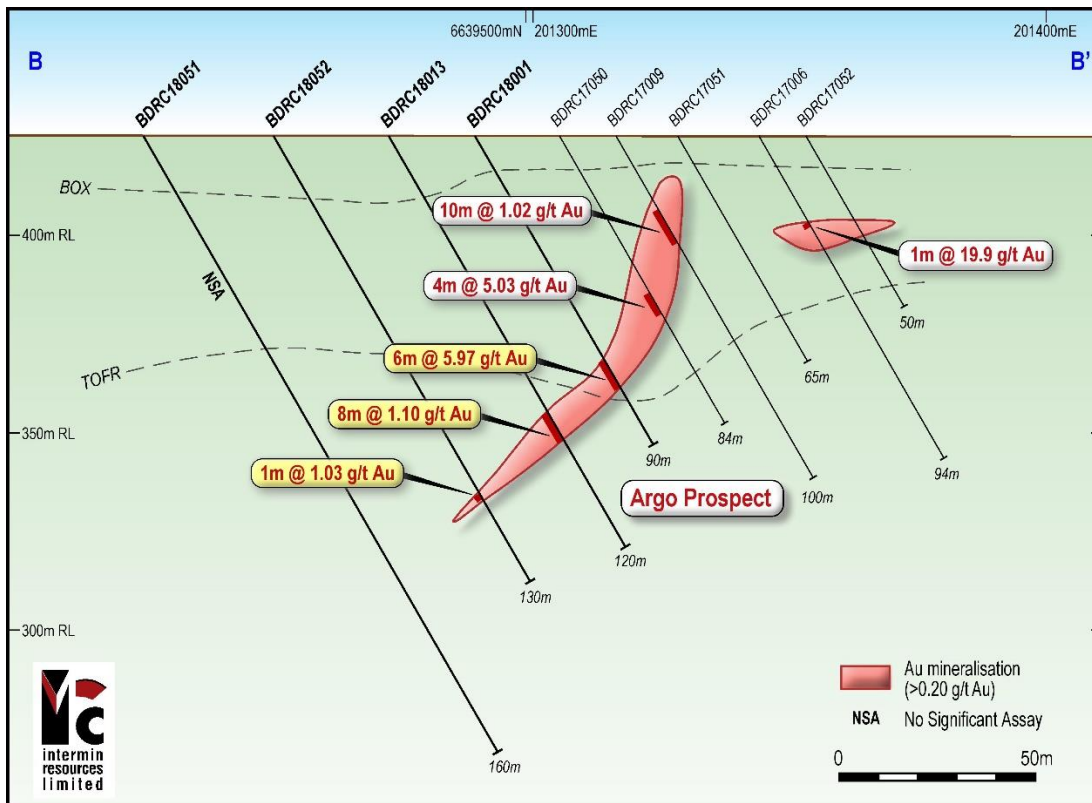 6639500mN 201300mE 201400mE
B B'
BDRC18051 BDRC18052 BDRC18013 BDRC18001 BDRC17050 BDRC17009 BDRC17051 BDRC17006 BDRC17052
BOX
10m @ 1.02 g/t Au
400m RL
1m @ 19.9 g/t Au
NSA
4m @ 5.03 g/t Au
50m
6m @ 5.97 g/t Au
TOFR
65m
8m @ 1.10 g/t Au
84m
350m RL
90m
94m
1m @ 1.03 g/t Au
100m
Argo Prospect
120m
130m
300m RL
Au mineralisation
(>0.20 g/t Au)
NSA No Significant Assay
intermin
resources
limited
0 50m
160m